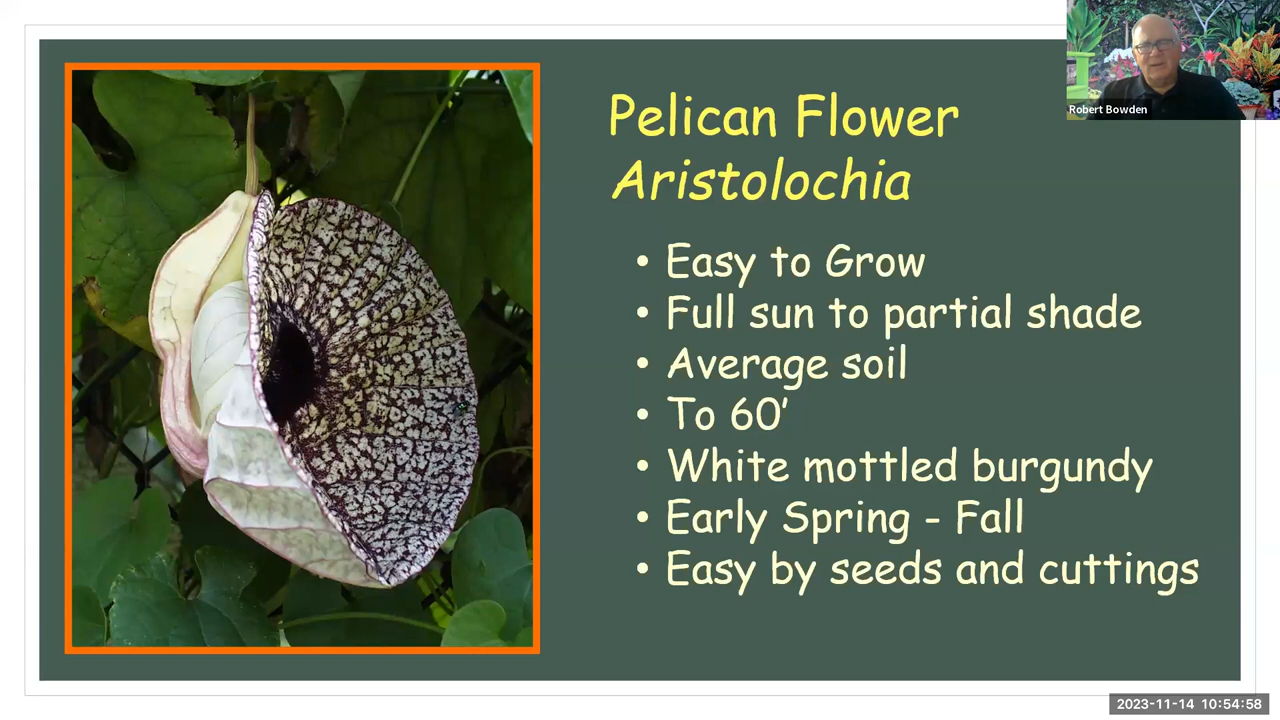 Pelican Flower
Aristolochia
• Easy to Grow
• Full sun to partial shade
• Average soil
• To 60'
• White mottled burgundy
• Early Spring - Fall
• Easy by seeds and cuttings
Robert Bowden
2023-11-14 10:54:58